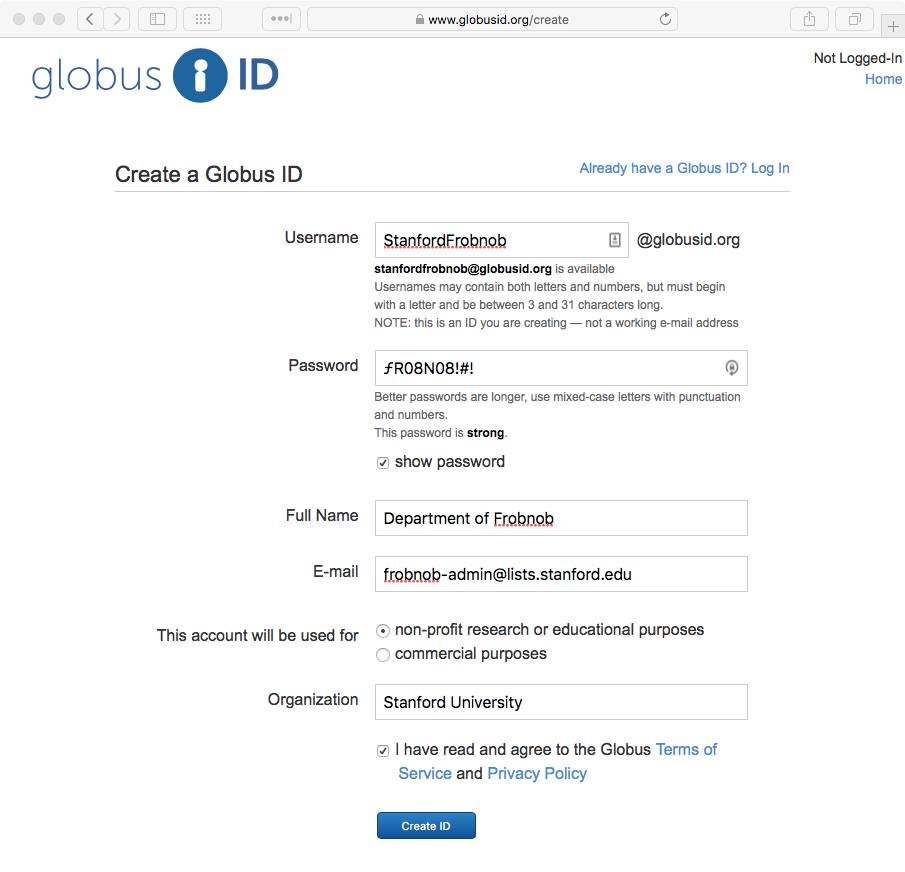 www.globusid.org/create
globus ID
Not Logged-In
Home
Create a Globus ID
Already have a Globus ID? Log In
Username
StanfordFrobnob
@globusid.org
stanfordfrobnob@globusid.org is available
Usernames may contain both letters and numbers, but must begin
with a letter and be between 3 and 31 characters long.
NOTE: this is an ID you are creating — not a working e-mail address
Password
ƒR08N08!#!
Better passwords are longer, use mixed-case letters with punctuation
and numbers.
This password is strong.
show password
Full Name
Department of Frobnob
E-mail
frobnob-admin@lists.stanford.edu
This account will be used for
non-profit research or educational purposes
commercial purposes
Organization
Stanford University
I have read and agree to the Globus Terms of
Service and Privacy Policy
Create ID